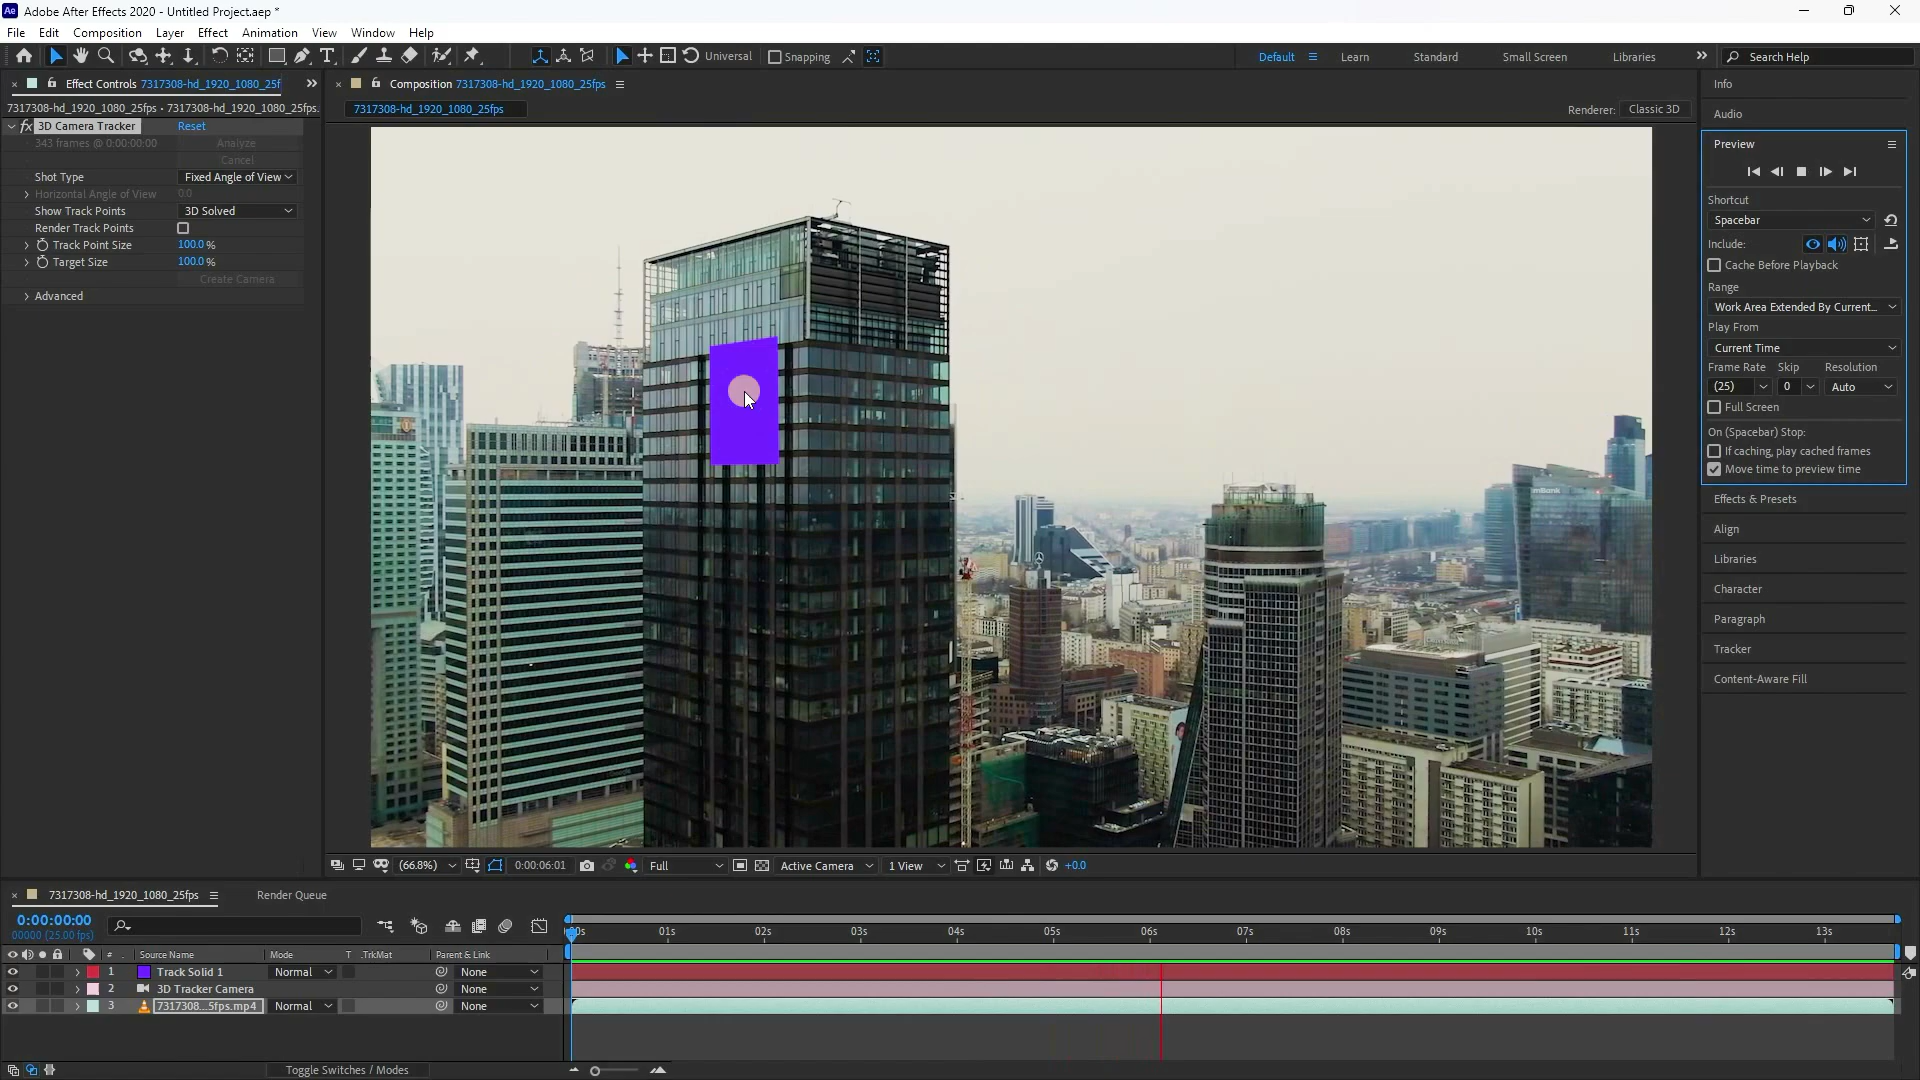 Adobe After Effects 2020 - Untitled Project.aep *
File Edit Composition Layer Effect Animation View Window Help
Universal Snapping Default Learn Standard Small Screen Libraries Search Help
Effect Controls 7317308-hd_1920_1080_25f
7317308-hd_1920_1080_25fps • 7317308-hd_1920_1080_25fps.
fx 3D Camera Tracker Reset
343 frames @ 0:00:00:00 Analyze
Cancel
Shot Type Fixed Angle of View
Horizontal Angle of View 0.0
Show Track Points 3D Solved
Render Track Points
Track Point Size 100.0 %
Target Size 100.0 %
Create Camera
Advanced
Composition 7317308-hd_1920_1080_25fps
7317308-hd_1920_1080_25fps
Renderer: Classic 3D
mBank
(66.8%) 0:00:06:01 Full Active Camera 1 View +0.0
Info
Audio
Preview
Shortcut
Spacebar
Include:
Cache Before Playback
Range
Work Area Extended By Current...
Play From
Current Time
Frame Rate Skip Resolution
(25) 0 Auto
Full Screen
On (Spacebar) Stop:
If caching, play cached frames
Move time to preview time
Effects & Presets
Align
Libraries
Character
Paragraph
Tracker
Content-Aware Fill
7317308-hd_1920_1080_25fps Render Queue
0:00:00:00
00000 (25.00 fps)
01s 02s 03s 04s 05s 06s 07s 08s 09s 10s 11s 12s 13s
# Source Name Mode T .TrkMat Parent & Link
1 Track Solid 1 Normal None
2 3D Tracker Camera None
3 7317308...5fps.mp4 Normal None
Toggle Switches / Modes